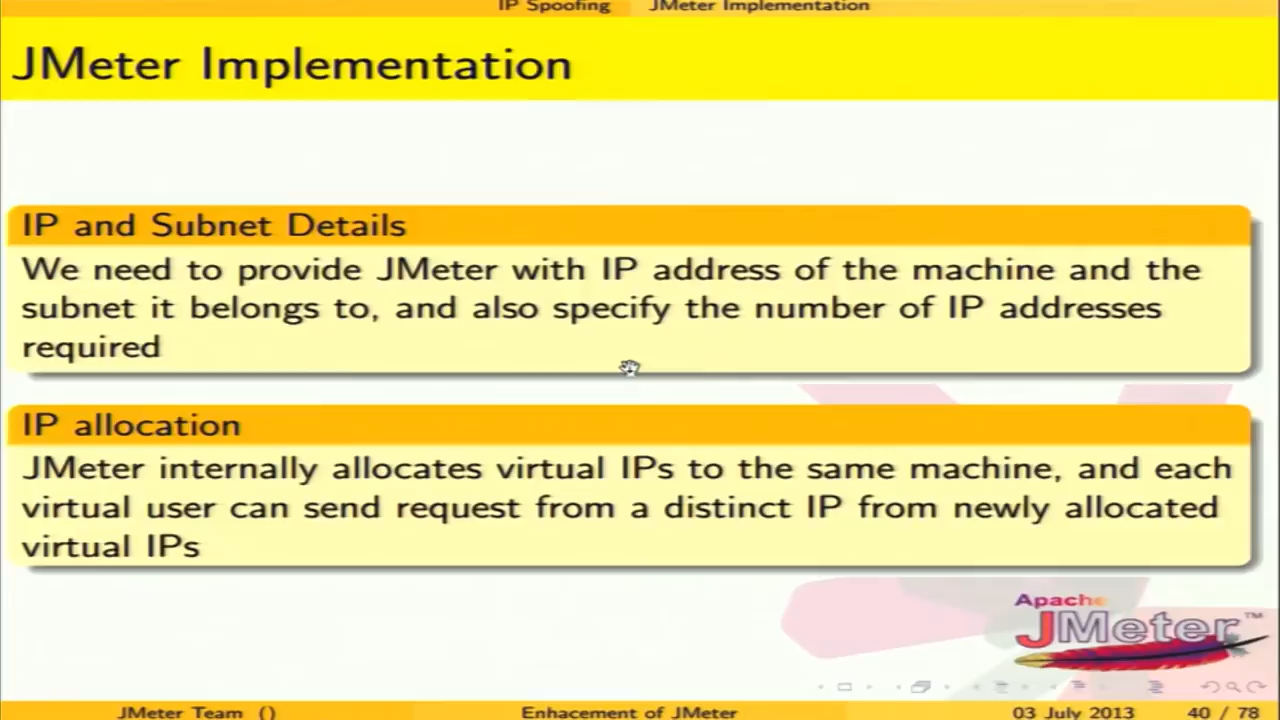 IP Spoofing JMeter Implementation
JMeter Implementation
IP and Subnet Details
We need to provide JMeter with IP address of the machine and the
subnet it belongs to, and also specify the number of IP addresses
required
IP allocation
JMeter internally allocates virtual IPs to the same machine, and each
virtual user can send request from a distinct IP from newly allocated
virtual IPs
Apache
JMeter™
JMeter Team () Enhacement of JMeter 03 July 2013 40 / 78